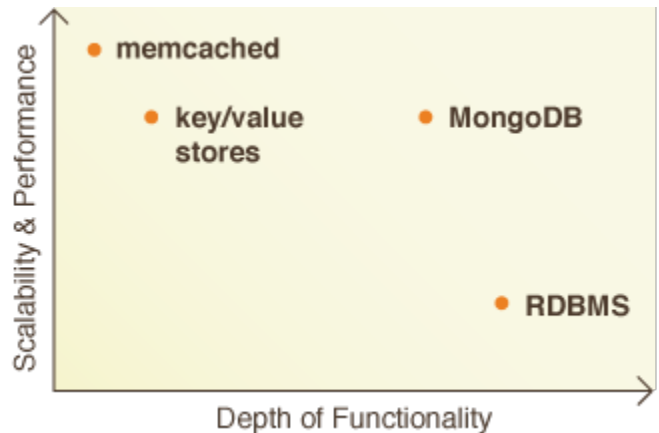 Scalability & Performance
memcached
key/value
stores
MongoDB
RDBMS
Depth of Functionality